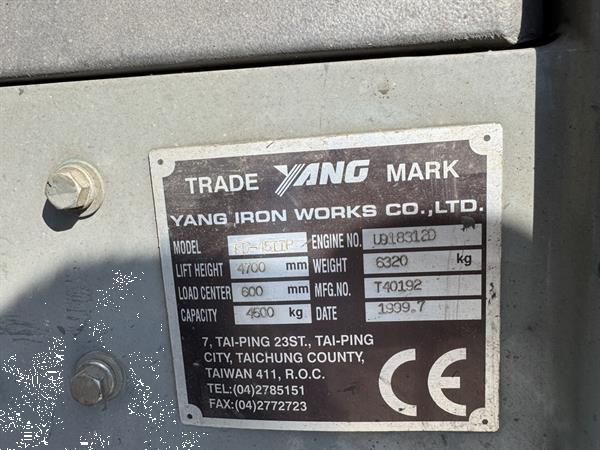 TRADE YANG MARK
YANG IRON WORKS CO.,LTD.
MODEL ENGINE NO. U918312D
LIFT HEIGHT 4700 mm WEIGHT 6320 kg
LOAD CENTER 600 mm MFG.NO. T40192
CAPACITY 4500 kg DATE 1999.7
7, TAI-PING 23ST., TAI-PING
CITY, TAICHUNG COUNTY,
TAIWAN 411, R.O.C.
TEL:(04)2785151
FAX:(04)2772723
CE